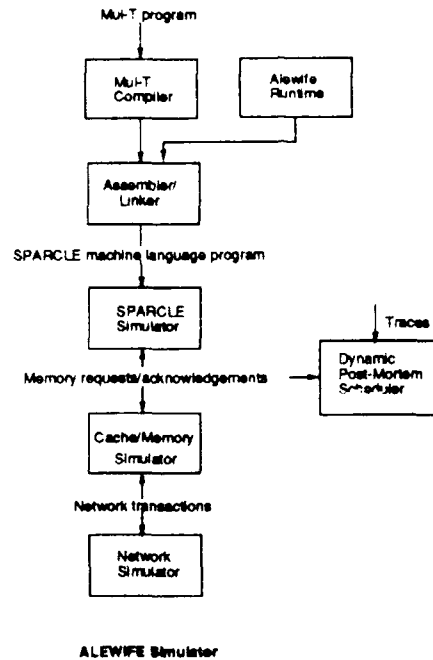 Mul-T program
Mul-T
Compiler
Alewife
Runtime
Assembler/
Linker
SPARCLE machine language program
SPARCLE
Simulator
Traces
Memory requests/acknowledgements
Dynamic
Post-Mortem
Scheduler
Cache/Memory
Simulator
Network transactions
Network
Simulator
ALEWIFE Simulator